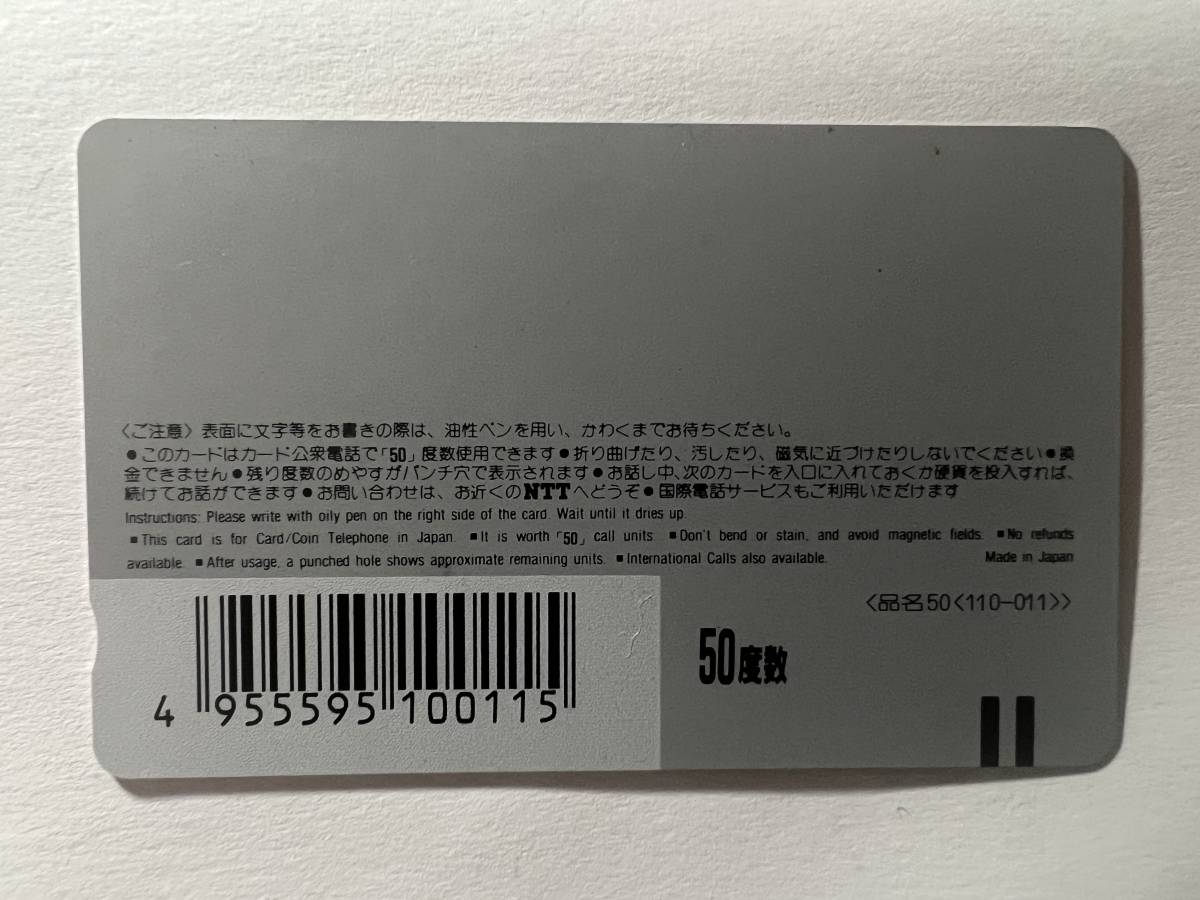 〈ご注意〉表面に文字等をお書きの際は、油性ペンを用い、かわくまでお待ちください。
●このカードはカード公衆電話で「50」度数使用できます●折り曲げたり、汚したり、磁気に近づけたりしないでください●換
金できません●残り度数のめやすがパンチ穴で表示されます●お話し中、次のカードを入口に入れておくか硬貨を投入すれば、
続けてお話ができます●お問い合わせは、お近くのNTTへどうぞ●国際電話サービスもご利用いただけます
Instructions: Please write with oily pen on the right side of the card. Wait until it dries up.
■This card is for Card/Coin Telephone in Japan. ■It is worth「50」call units. ■Don't bend or stain, and avoid magnetic fields. ■No refunds
available. ■After usage, a punched hole shows approximate remaining units. ■International Calls also available. Made in Japan
〈品名50〈110-011〉〉
50度数
4 955595 100115